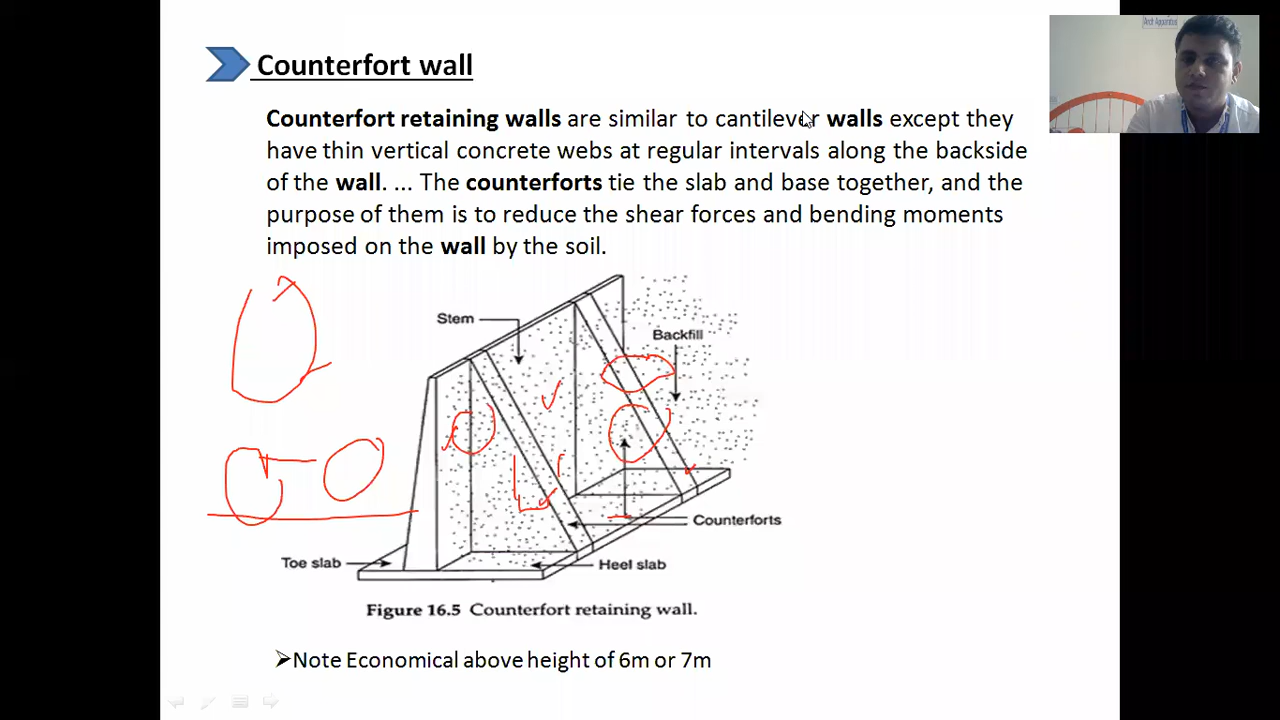 Counterfort wall
Counterfort retaining walls are similar to cantilever walls except they
have thin vertical concrete webs at regular intervals along the backside
of the wall. ... The counterforts tie the slab and base together, and the
purpose of them is to reduce the shear forces and bending moments
imposed on the wall by the soil.
Stem
Backfill
Counterforts
Toe slab
Heel slab
Figure 16.5 Counterfort retaining wall.
Note Economical above height of 6m or 7m